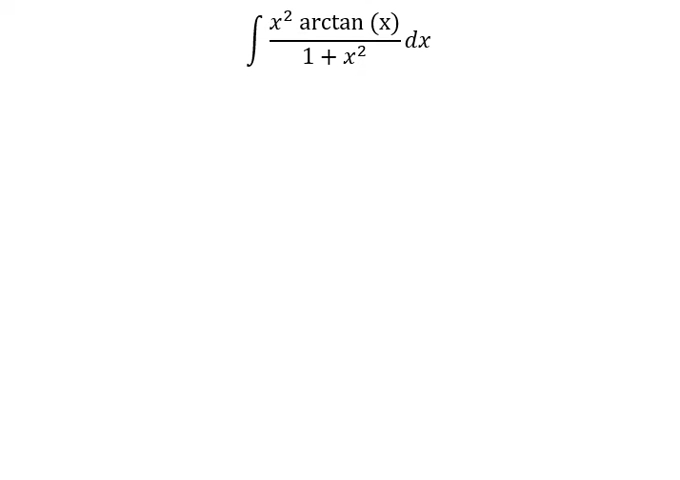 ∫ x² arctan (x) / 1 + x² dx